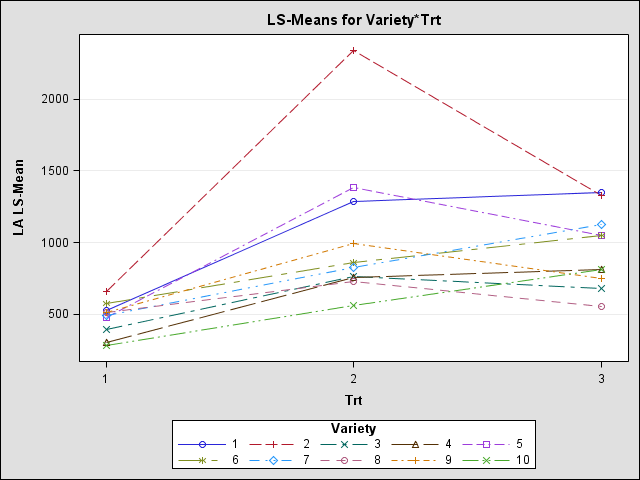 LS-Means for Variety*Trt
LA LS-Mean
2000
1500
1000
500
1 2 3
Trt
Variety
1 2 3 4 5
6 7 8 9 10